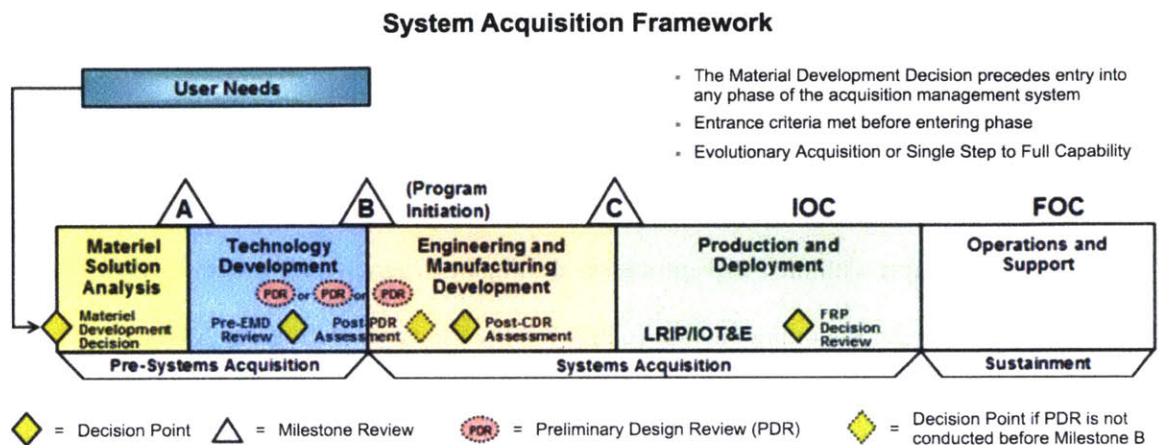 System Acquisition Framework
User Needs
▪ The Material Development Decision precedes entry into
any phase of the acquisition management system
▪ Entrance criteria met before entering phase
▪ Evolutionary Acquisition or Single Step to Full Capability
A
B
(Program
Initiation)
C
IOC
FOC
Materiel
Solution
Analysis
Technology
Development
Engineering and
Manufacturing
Development
Production and
Deployment
Operations and
Support
PDR or PDR or PDR
Materiel
Development
Decision
Pre-EMD
Review
Post-PDR
Assessment
Post-CDR
Assessment
LRIP/IOT&E
FRP
Decision
Review
Pre-Systems Acquisition
Systems Acquisition
Sustainment
= Decision Point
= Milestone Review
PDR = Preliminary Design Review (PDR)
= Decision Point if PDR is not
conducted before Milestone B